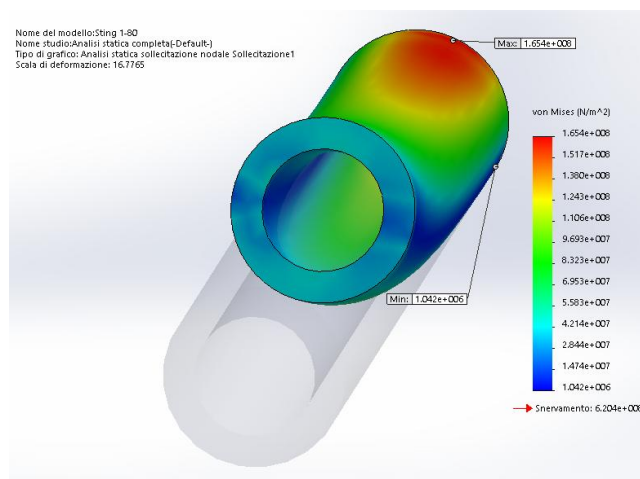 Nome del modello:Sting 1-80
Nome studio:Analisi statica completa(-Default-)
Tipo di grafico: Analisi statica sollecitazione nodale Sollecitazione1
Scala di deformazione: 16.7765
Max: 1.654e+008
von Mises (N/m^2)
1.654e+008
1.517e+008
1.380e+008
1.243e+008
1.106e+008
9.693e+007
8.323e+007
6.953e+007
5.583e+007
4.214e+007
2.844e+007
1.474e+007
1.042e+006
Min: 1.042e+006
Snervamento: 6.204e+008